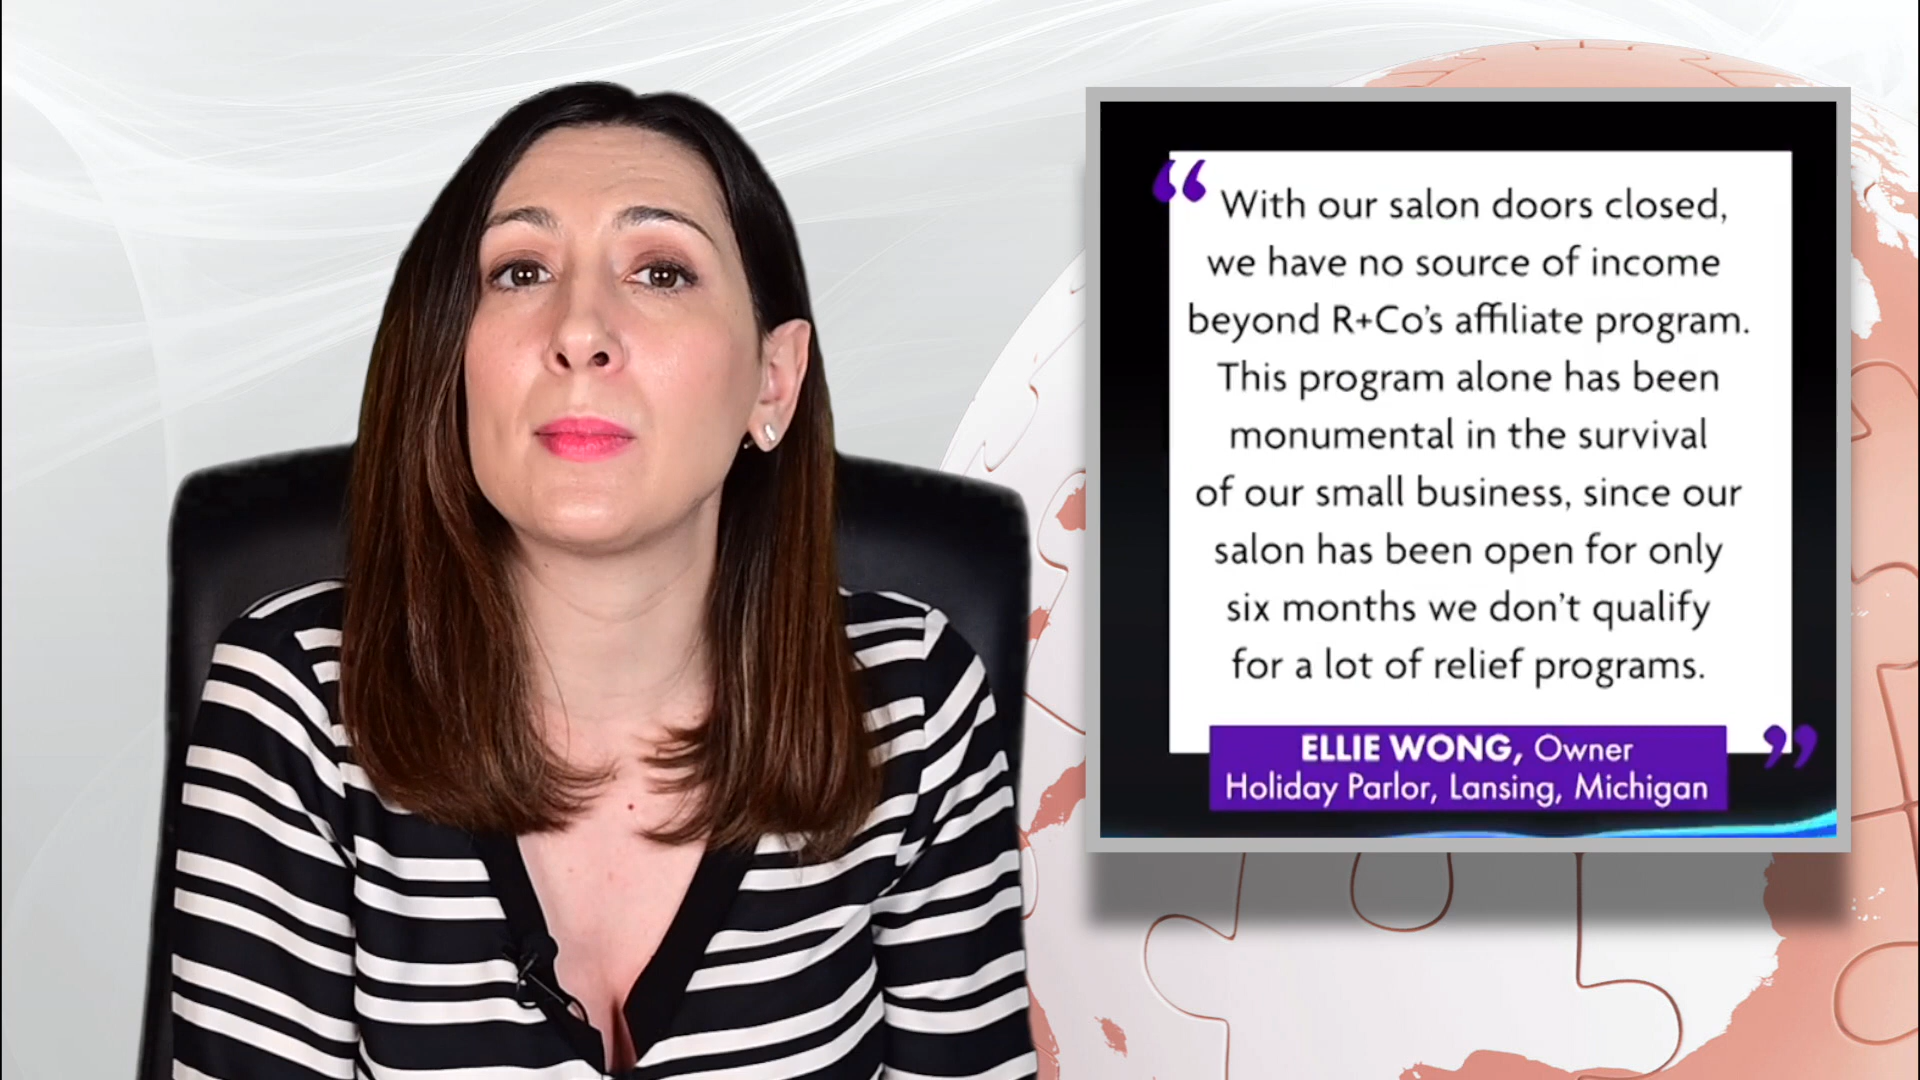 “ With our salon doors closed,
we have no source of income
beyond R+Co’s affiliate program.
This program alone has been
monumental in the survival
of our small business, since our
salon has been open for only
six months we don’t qualify
for a lot of relief programs.
ELLIE WONG, Owner
Holiday Parlor, Lansing, Michigan ”